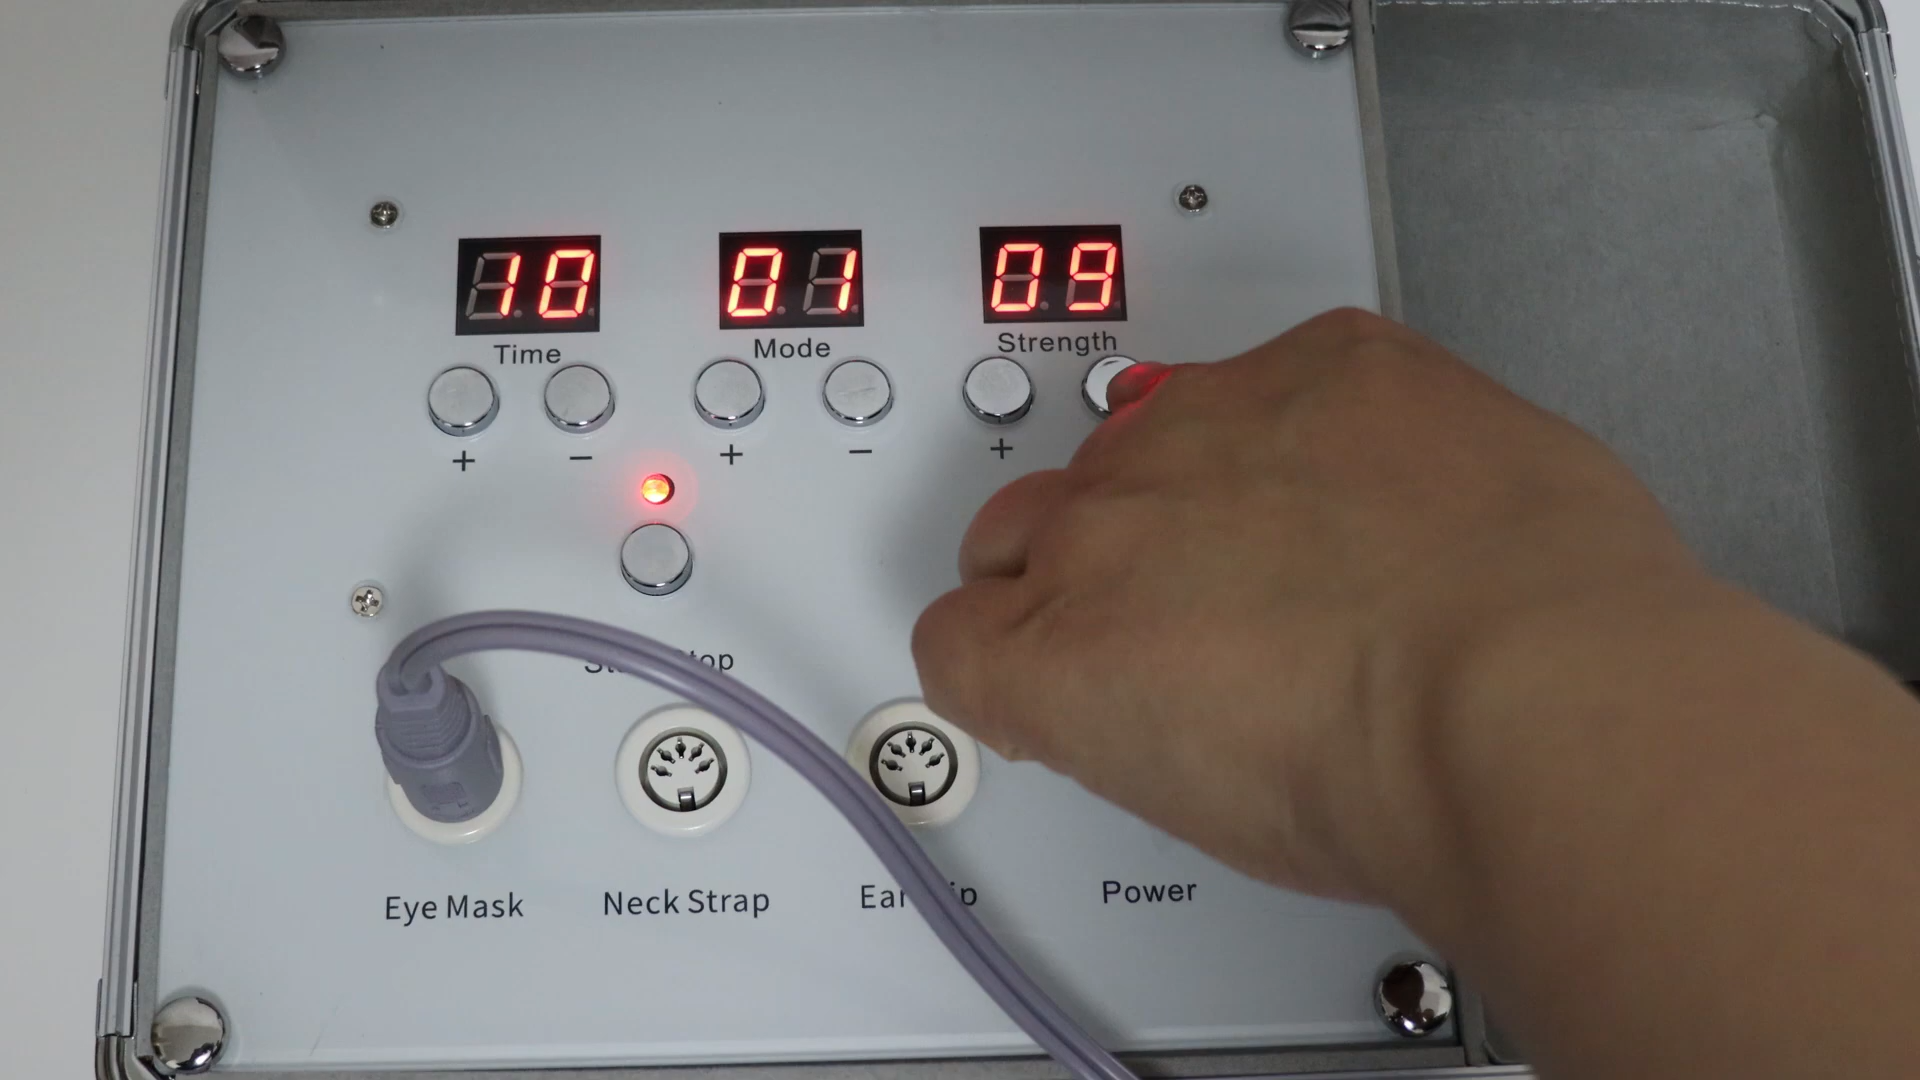 10 01 09
Time Mode Strength
+ − + − +
Eye Mask Neck Strap Power